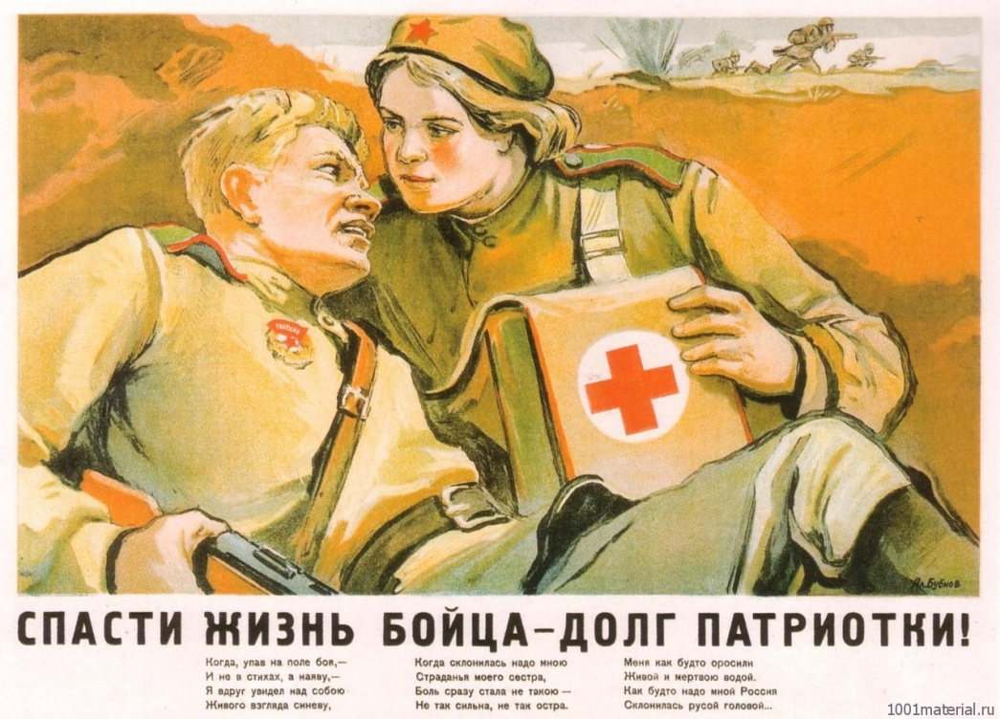 ГВАРДИЯ
Ал. Бубнов
СПАСТИ ЖИЗНЬ БОЙЦА-ДОЛГ ПАТРИОТКИ!
Когда, упав на поле боя,—
И не в стихах, а наяву,—
Я вдруг увидел над собою
Живого взгляда синеву,
Когда склонилась надо мною
Страданья моего сестра,
Боль сразу стала не такою —
Не так сильна, не так остра.
Меня как будто оросили
Живой и мертвою водой.
Как будто надо мной Россия
Склонилась русой головой...
1001material.ru